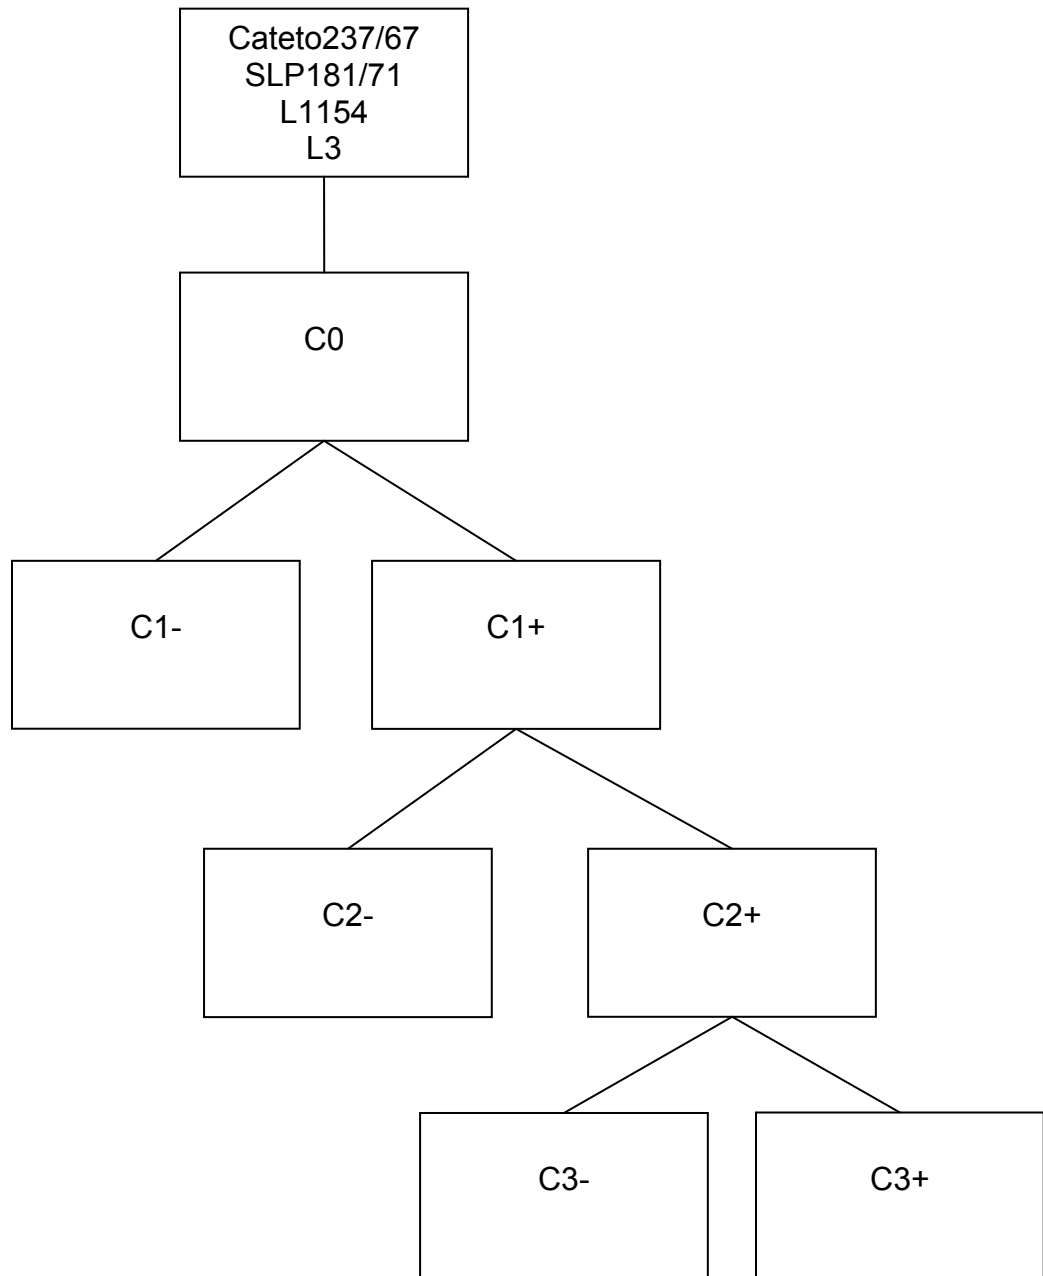 Cateto237/67
SLP181/71
L1154
L3
C0
C1-
C1+
C2-
C2+
C3-
C3+